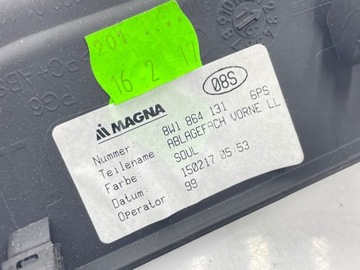 201
16 2 17
MAGNA
08S
Nummer 8W1 864 131 6PS
Teilename ABLAGEFACH VORNE LL
Farbe SOUL
Datum 150217 05 53
Operator 99